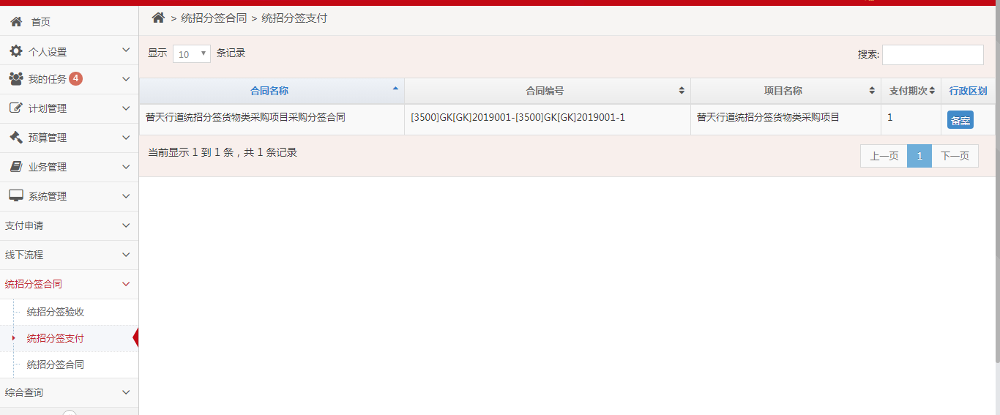 首页
个人设置
我的任务 4
计划管理
预算管理
业务管理
系统管理
支付申请
线下流程
统招分签合同
统招分签验收
统招分签支付
统招分签合同
综合查询
> 统招分签合同 > 统招分签支付
显示 10 条记录
搜索:
合同名称 合同编号 项目名称 支付期次 行政区划
替天行道统招分签货物类采购项目采购分签合同 [3500]GK[GK]2019001-[3500]GK[GK]2019001-1 替天行道统招分签货物类采购项目 1 备案
当前显示 1 到 1 条，共 1 条记录
上一页 1 下一页